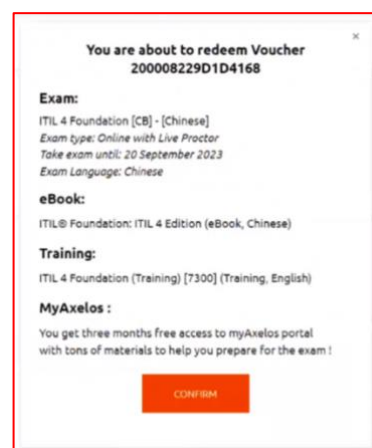 ×
You are about to redeem Voucher
200008229D1D4168
Exam:
ITIL 4 Foundation [CB] - [Chinese]
Exam type: Online with Live Proctor
Take exam until: 20 September 2023
Exam Language: Chinese
eBook:
ITIL® Foundation: ITIL 4 Edition (eBook, Chinese)
Training:
ITIL 4 Foundation (Training) [7300] (Training, English)
MyAxelos :
You get three months free access to myAxelos portal
with tons of materials to help you prepare for the exam !
CONFIRM